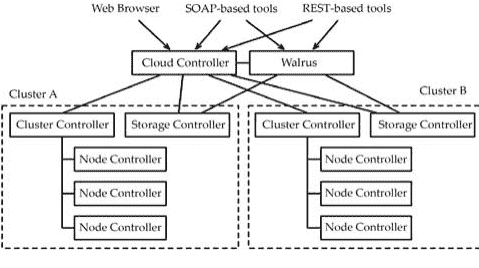 Web Browser SOAP-based tools REST-based tools
Cloud Controller Walrus
Cluster A Cluster B
Cluster Controller Storage Controller Cluster Controller Storage Controller
Node Controller Node Controller
Node Controller Node Controller
Node Controller Node Controller